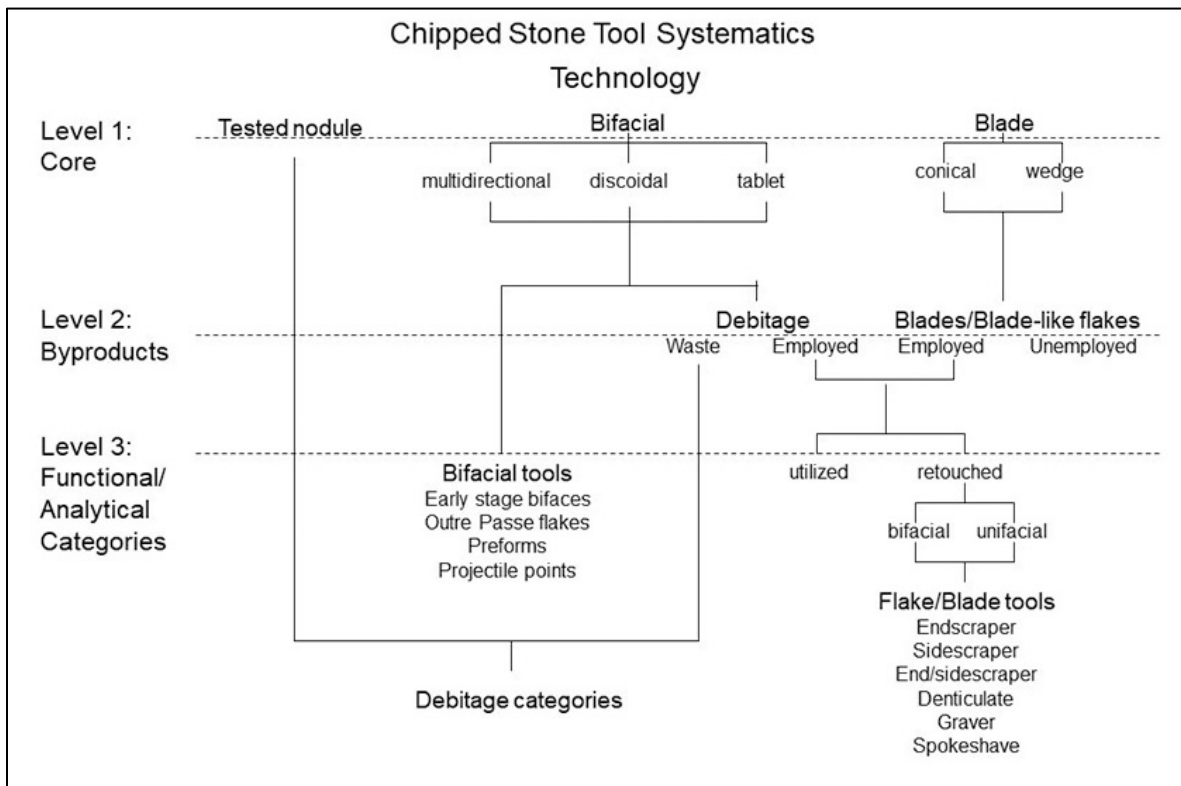 Chipped Stone Tool Systematics
Technology
Level 1:
Core
Tested nodule
Bifacial
Blade
multidirectional
discoidal
tablet
conical
wedge
Level 2:
Byproducts
Debitage
Blades/Blade-like flakes
Waste
Employed
Employed
Unemployed
Level 3:
Functional/
Analytical
Categories
Bifacial tools
Early stage bifaces
Outre Passe flakes
Preforms
Projectile points
utilized
retouched
bifacial
unifacial
Flake/Blade tools
Endscraper
Sidescraper
End/sidescraper
Denticulate
Graver
Spokeshave
Debitage categories